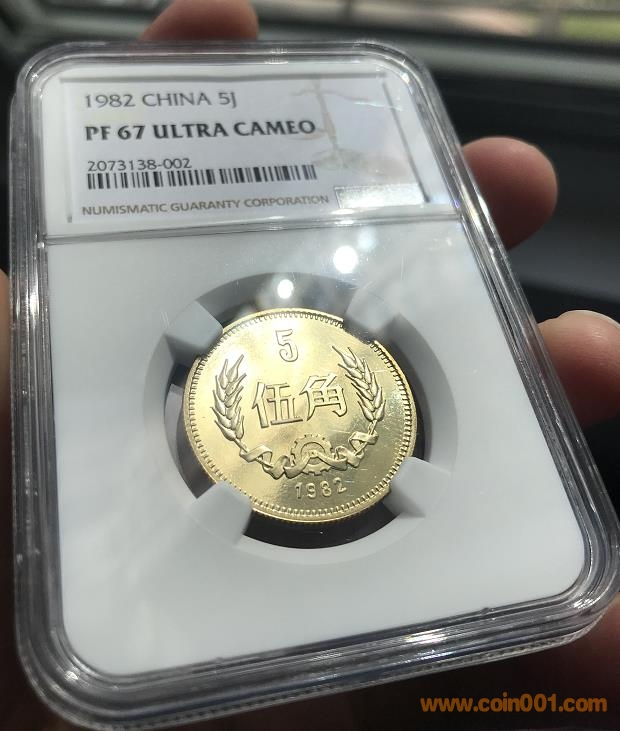 1982 CHINA 5J
PF 67 ULTRA CAMEO
2073138-002
NUMISMATIC GUARANTY CORPORATION
5
伍角
1982
www.coin001.com